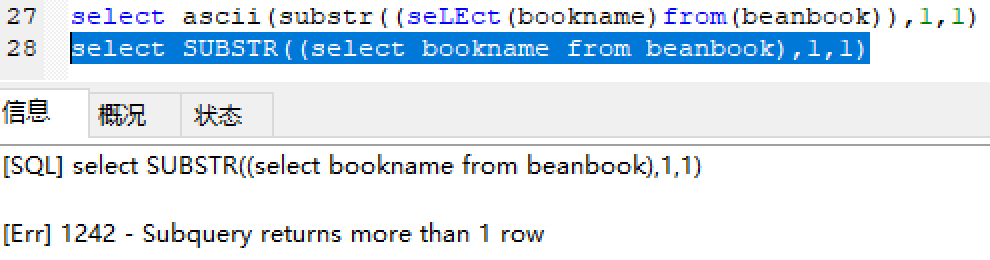 27 select ascii(substr((seLEct(bookname)from(beanbook)),1,1)
28 select SUBSTR((select bookname from beanbook),1,1)
信息 概况 状态
[SQL] select SUBSTR((select bookname from beanbook),1,1)
[Err] 1242 - Subquery returns more than 1 row